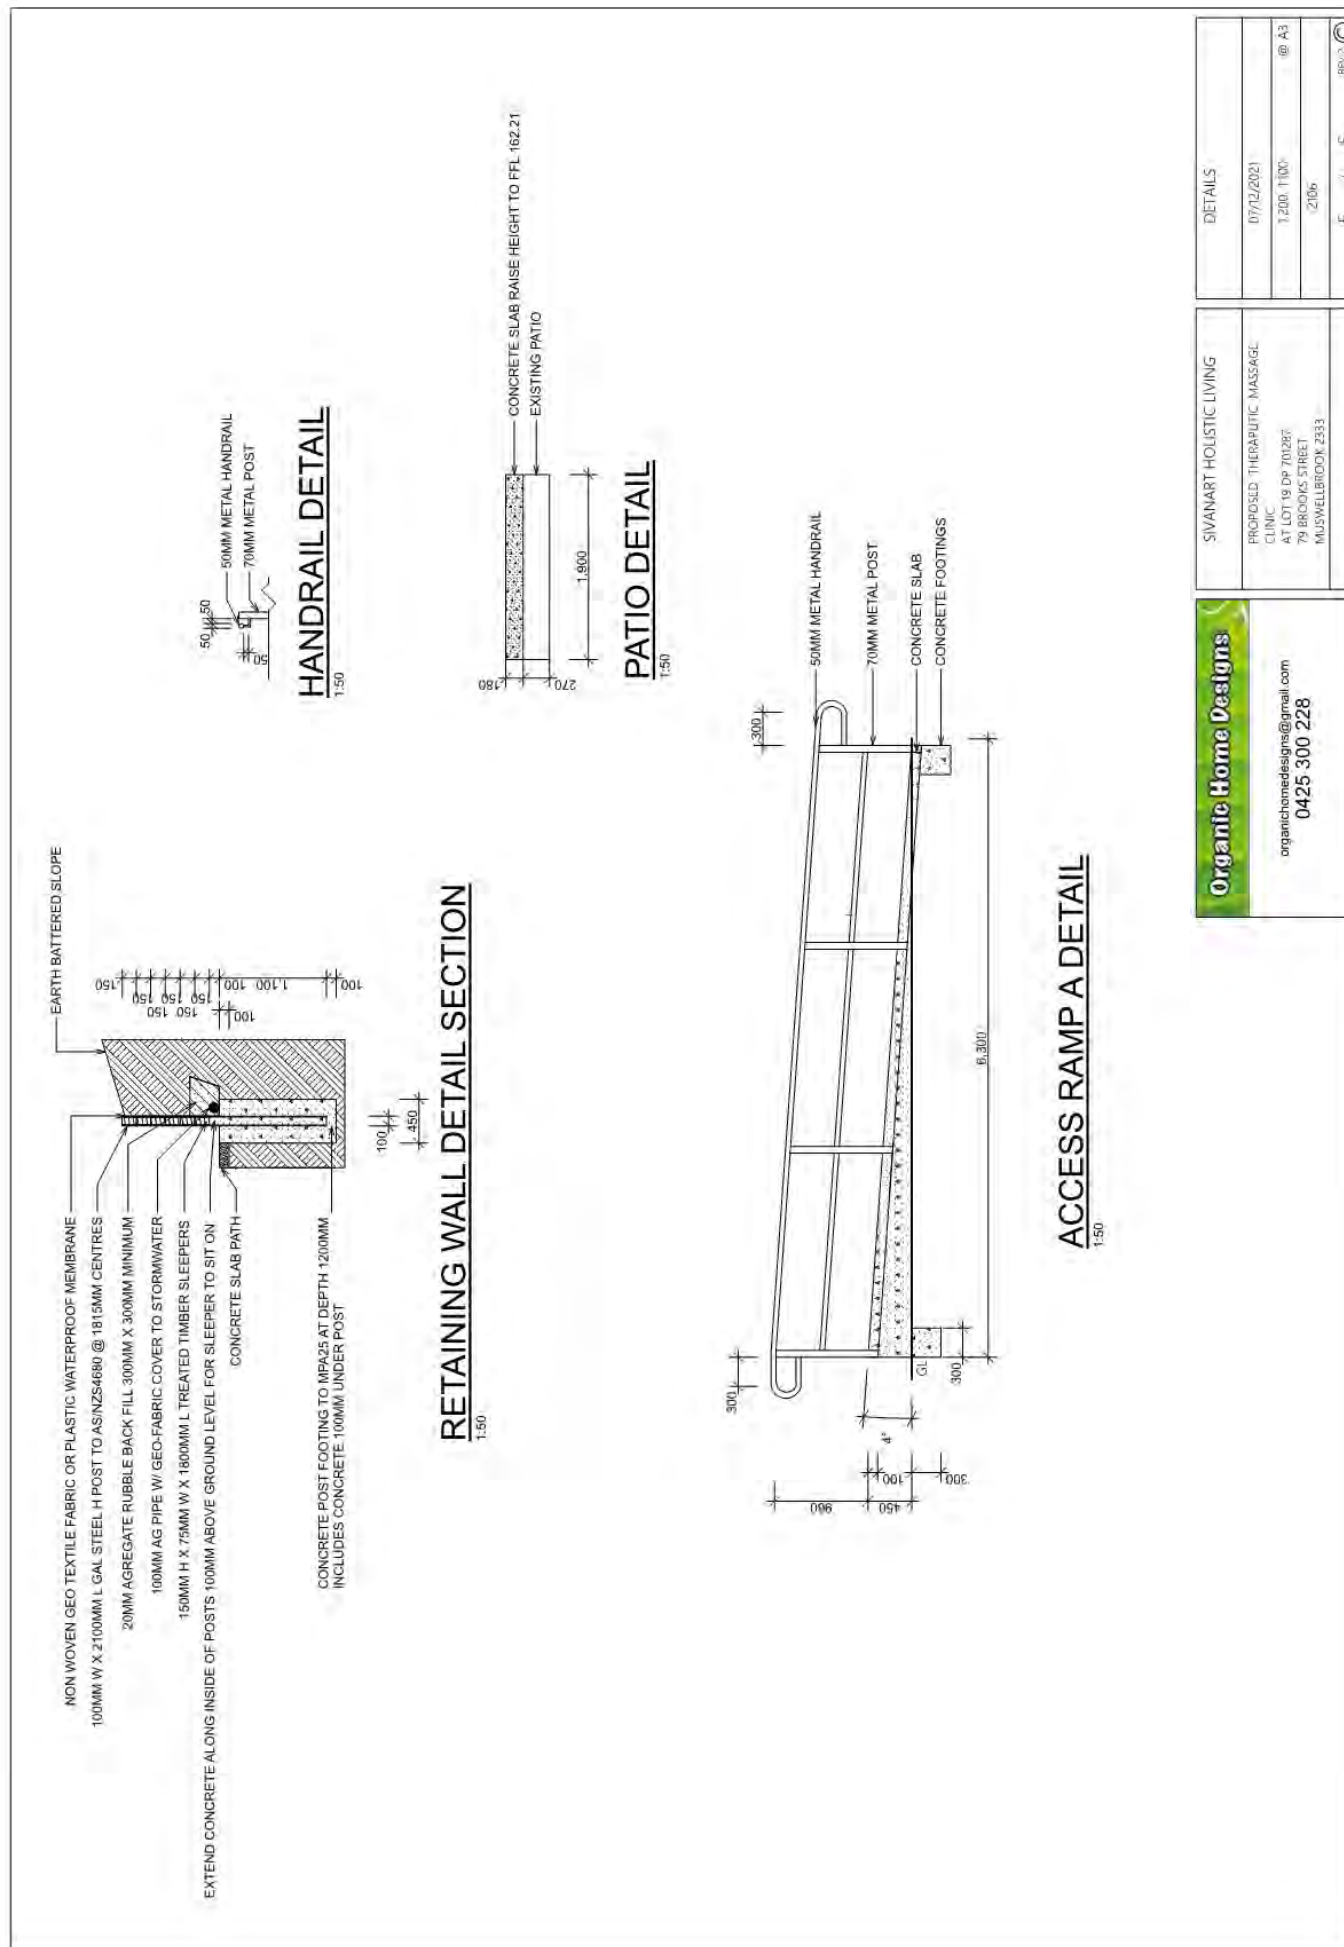 EARTH BATTERED SLOPE
NON WOVEN GEO TEXTILE FABRIC OR PLASTIC WATERPROOF MEMBRANE
100MM W X 2100MM L GAL STEEL H POST TO AS/NZS4680 @ 1815MM CENTRES
20MM AGREGATE RUBBLE BACK FILL 300MM X 300MM MINIMUM
100MM AG PIPE W/ GEO-FABRIC COVER TO STORMWATER
150MM H X 75MM W X 1800MM L TREATED TIMBER SLEEPERS
EXTEND CONCRETE ALONG INSIDE OF POSTS 100MM ABOVE GROUND LEVEL FOR SLEEPER TO SIT ON
CONCRETE SLAB PATH
CONCRETE POST FOOTING TO MPA25 AT DEPTH 1200MM
INCLUDES CONCRETE 100MM UNDER POST
150
150
150
150
150
150
100
1,100
100
100
100
450
RETAINING WALL DETAIL SECTION
1:50
50
50
50
50MM METAL HANDRAIL
70MM METAL POST
HANDRAIL DETAIL
1:50
CONCRETE SLAB RAISE HEIGHT TO FFL 162.21
EXISTING PATIO
180
270
1,900
PATIO DETAIL
1:50
300
300
50MM METAL HANDRAIL
70MM METAL POST
CONCRETE SLAB
CONCRETE FOOTINGS
960
450
100
300
4°
GL
300
6,300
ACCESS RAMP A DETAIL
1:50
Organic Home Designs
organichomedesigns@gmail.com
0425 300 228
SIVANART HOLISTIC LIVING
PROPOSED THERAPUTIC MASSAGE
CLINIC
AT LOT 19 DP 701287
79 BROOKS STREET
MUSWELLBROOK 2333
DETAILS
07/12/2021
1:200, 1:100
@ A3
2106